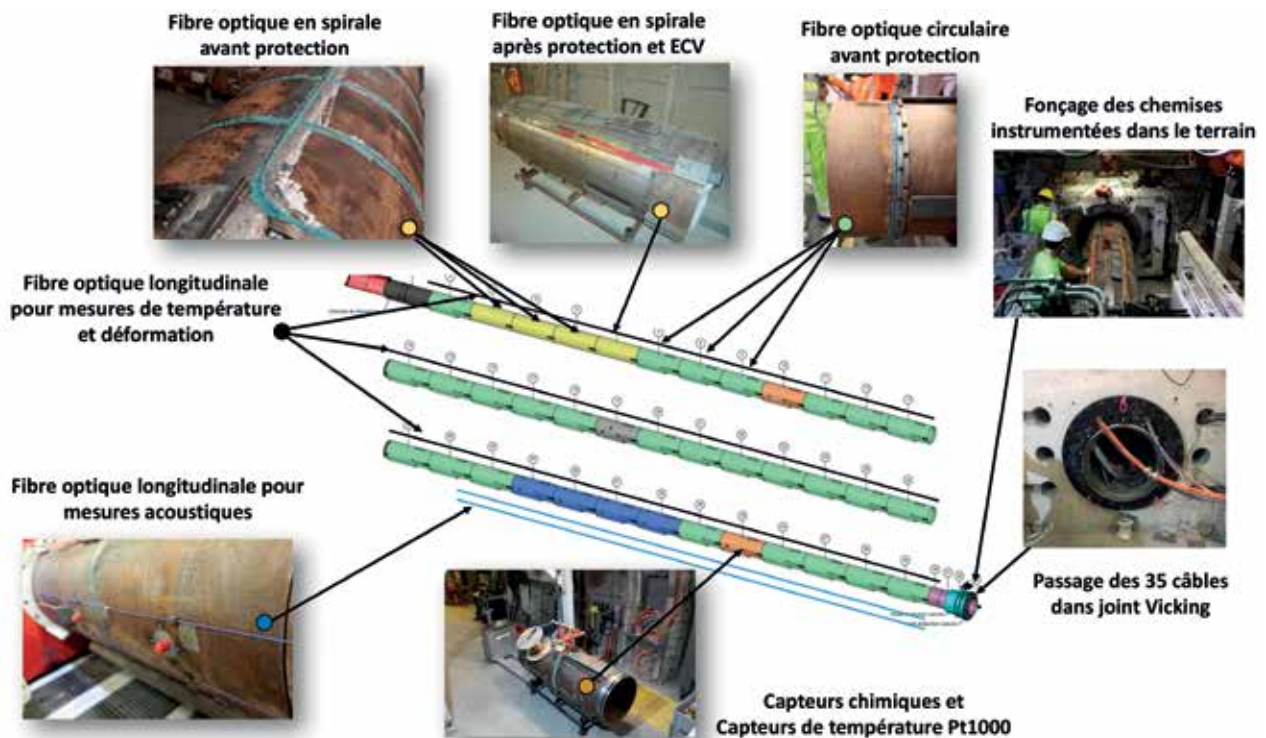 Fibre optique en spirale
avant protection
Fibre optique en spirale
après protection et ECV
Fibre optique circulaire
avant protection
Fonçage des chemises
instrumentées dans le terrain
Fibre optique longitudinale
pour mesures de température
et déformation
6
Fibre optique longitudinale pour
mesures acoustiques
Passage des 35 câbles
dans joint Vicking
Capteurs chimiques et
Capteurs de température Pt1000